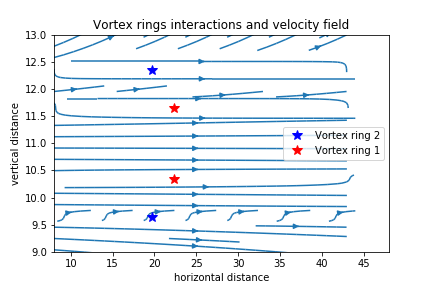 Vortex rings interactions and velocity field
vertical distance
13.0
12.5
12.0
11.5
11.0
10.5
10.0
9.5
9.0
Vortex ring 2
Vortex ring 1
10 15 20 25 30 35 40 45
horizontal distance